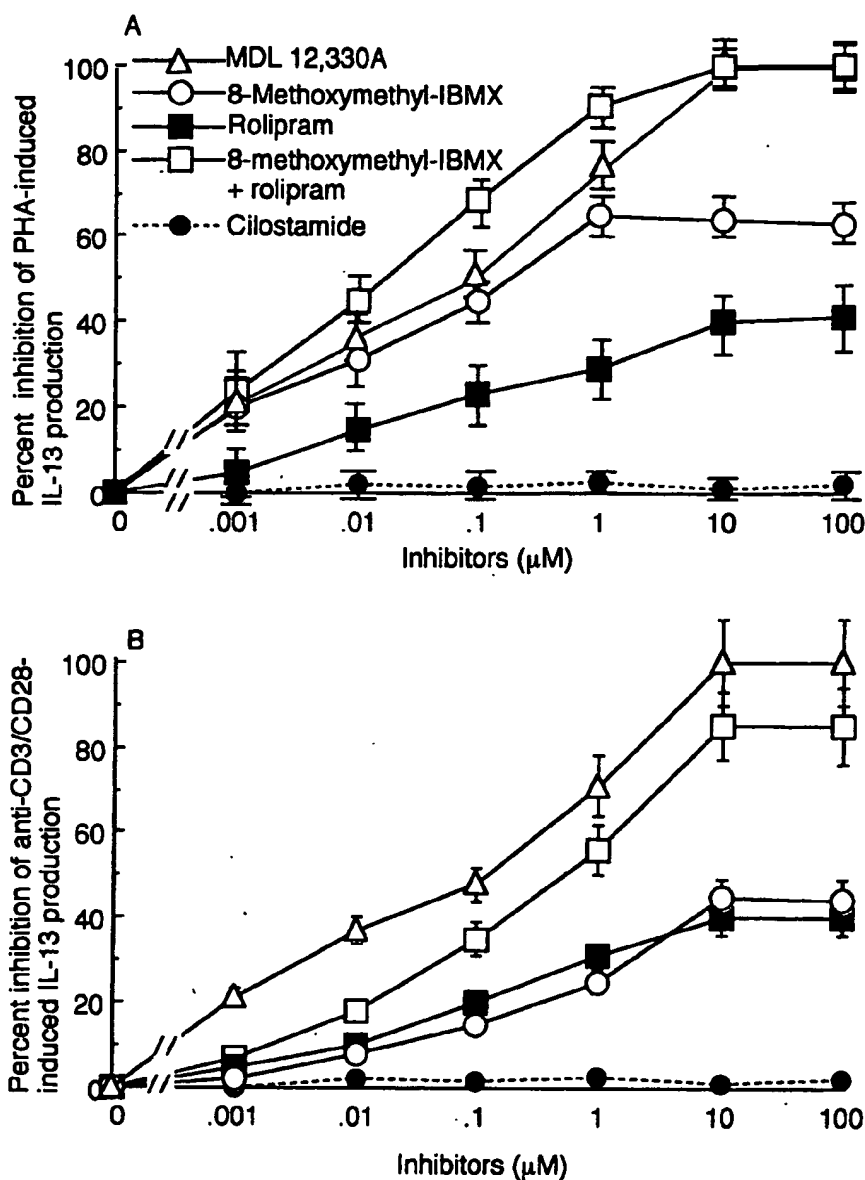 A
MDL 12,330A
8-Methoxymethyl-IBMX
Rolipram
8-methoxymethyl-IBMX
+ rolipram
Cilostamide
Percent inhibition of PHA-induced
IL-13 production
100
80
60
40
20
0
0 .001 .01 .1 1 10 100
Inhibitors (μM)
B
Percent inhibition of anti-CD3/CD28-
induced IL-13 production
100
80
60
40
20
0
0 .001 .01 .1 1 10 100
Inhibitors (μM)